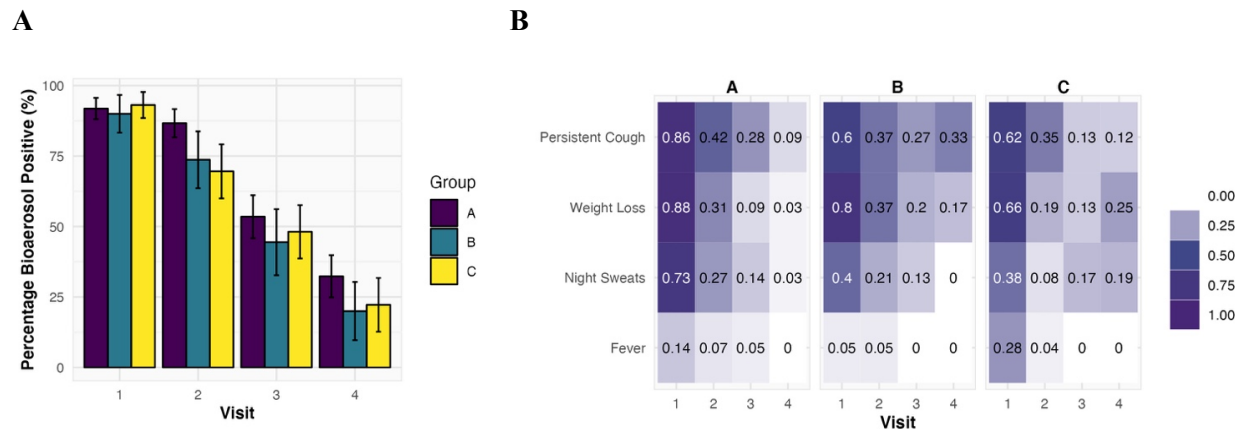 A
B
Percentage Bioaerosol Positive (%)
100
75
50
25
0
1 2 3 4
Visit
Group
A
B
C
A B C
Persistent Cough 0.86 0.42 0.28 0.09 0.6 0.37 0.27 0.33 0.62 0.35 0.13 0.12
Weight Loss 0.88 0.31 0.09 0.03 0.8 0.37 0.2 0.17 0.66 0.19 0.13 0.25
Night Sweats 0.73 0.27 0.14 0.03 0.4 0.21 0.13 0 0.38 0.08 0.17 0.19
Fever 0.14 0.07 0.05 0 0.05 0.05 0 0 0.28 0.04 0 0
1 2 3 4 1 2 3 4 1 2 3 4
Visit
0.00
0.25
0.50
0.75
1.00